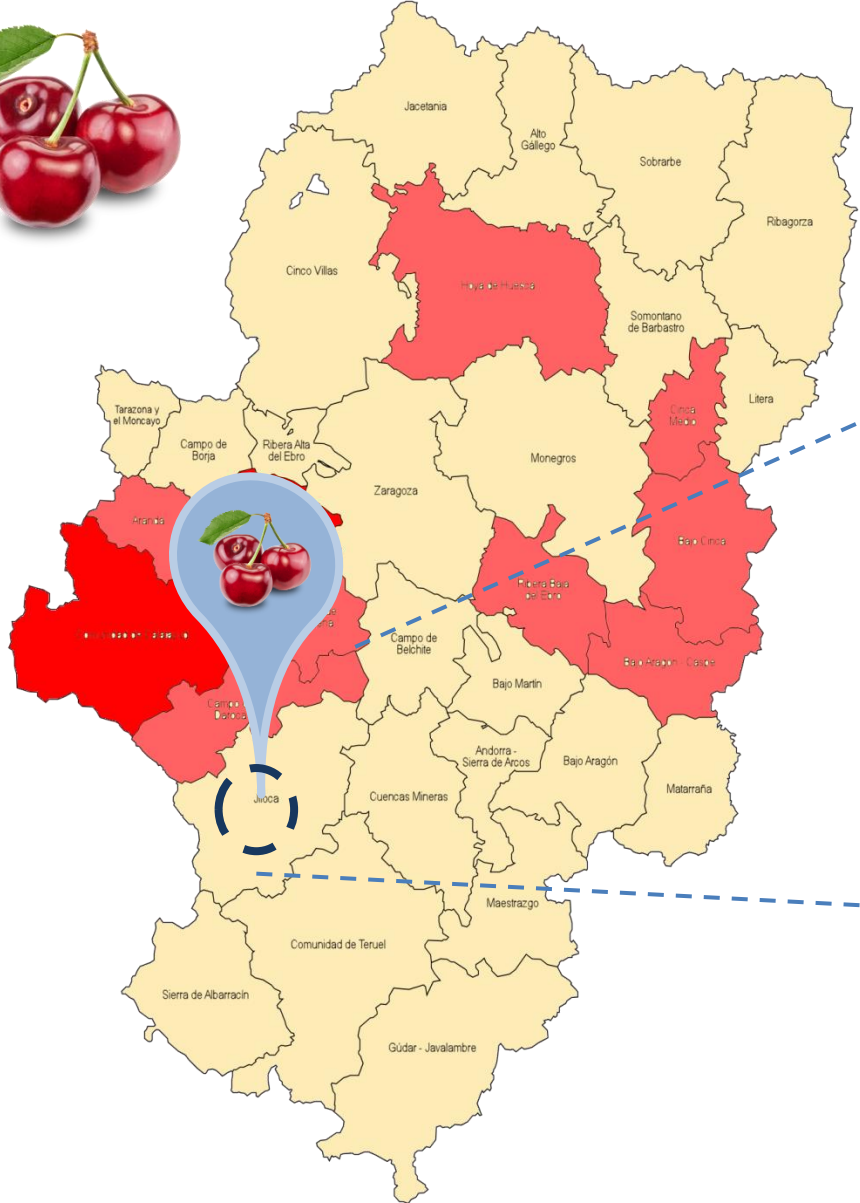 Jacetania
Alto
Gállego
Sobrarbe
Ribagorza
Cinco Villas
Hoya de Huesca
Somontano
de Barbastro
Litera
Cinca
Medio
Tarazona y
el Moncayo
Campo de
Borja
Ribera Alta
del Ebro
Monegros
Zaragoza
Aranda
Bajo Cinca
Ribera Baja
del Ebro
Campo de
Belchite
Bajo Aragón - Caspe
Bajo Martín
Campo
Daroca
Andorra -
Sierra de Arcos
Bajo Aragón
Matarraña
Jiloca
Cuencas Mineras
Maestrazgo
Comunidad de Teruel
Sierra de Albarracín
Gúdar - Javalambre